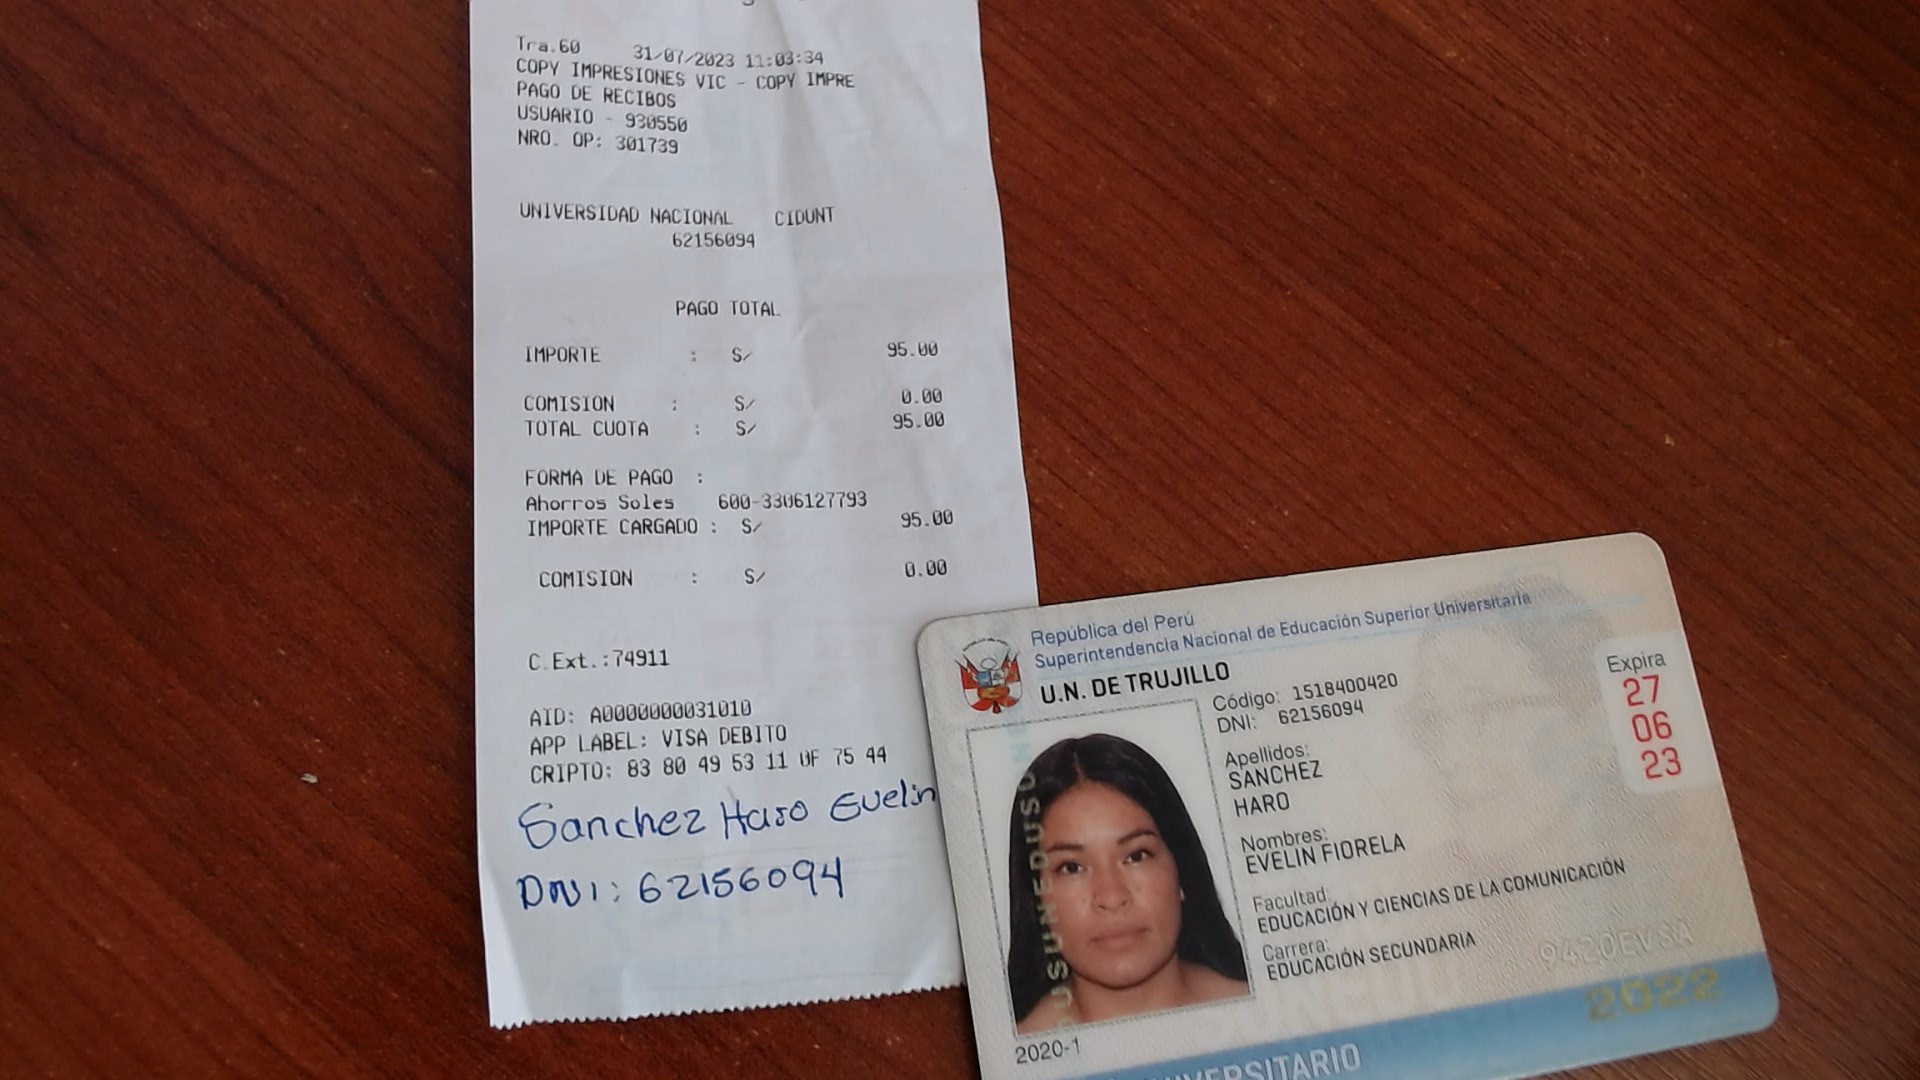 Tra.60 31/07/2023 11:03:34
COPY IMPRESIONES VIC - COPY IMPRE
PAGO DE RECIBOS
USUARIO - 930550
NRO. OP: 301739
UNIVERSIDAD NACIONAL CIDUNT
62156094
PAGO TOTAL
IMPORTE : S/ 95.00
COMISION : S/ 0.00
TOTAL CUOTA : S/ 95.00
FORMA DE PAGO :
Ahorros Soles 600-3306127793
IMPORTE CARGADO : S/ 95.00
COMISION : S/ 0.00
C.Ext.:74911
AID: A0000000031010
APP LABEL: VISA DEBITO
CRIPTO: 83 80 49 53 11 0F 75 44
Sanchez Haro Evelin
DNI: 62156094
República del Perú
Superintendencia Nacional de Educación Superior Universitaria
U.N. DE TRUJILLO
Código: 1518400420
DNI: 62156094
Apellidos:
SANCHEZ
HARO
Nombres:
EVELIN FIORELA
Facultad:
EDUCACIÓN Y CIENCIAS DE LA COMUNICACIÓN
Carrera:
EDUCACIÓN SECUNDARIA
Expira
27
06
23
9420EVSA
2022
2020-1